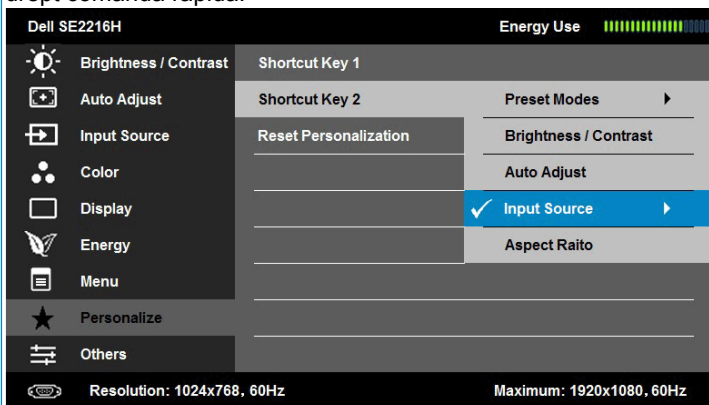 drept comandă rapidă.
Dell SE2216H Energy Use
Brightness / Contrast Shortcut Key 1
Auto Adjust Shortcut Key 2 Preset Modes
Input Source Reset Personalization Brightness / Contrast
Color Auto Adjust
Display Input Source
Energy Aspect Raito
Menu
Personalize
Others
Resolution: 1024x768, 60Hz Maximum: 1920x1080, 60Hz